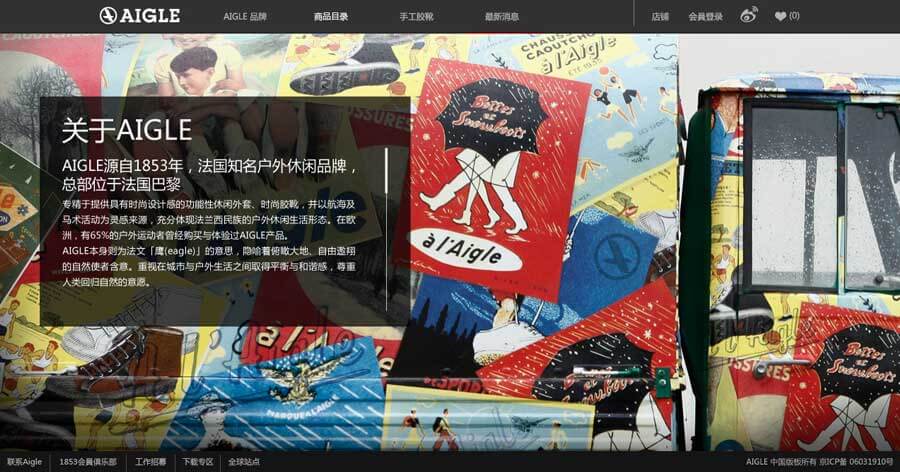 AIGLE
AIGLE 品牌
商品目录
手工胶靴
最新消息
店铺
会员登录
(0)
CHAUSSURES
CAOUTCHOUC
à l'Aigle
ETE 1935
Bottes
et
Snowboots
à l'Aigle
关于AIGLE
AIGLE源自1853年，法国知名户外休闲品牌，
总部位于法国巴黎
专精于提供具有时尚设计感的功能性休闲外套、时尚胶靴，并以航海及
马术活动为灵感来源，充分体现法兰西民族的户外休闲生活形态。在欧
洲，有65%的户外运动者曾经购买与体验过AIGLE产品。
AIGLE本身则为法文「鹰(eagle)」的意思，隐喻着俯瞰大地、自由遨翔
的自然使者含意。重视在城市与户外生活之间取得平衡与和谐感，尊重
人类回归自然的意愿。
Bottes
et
Snowboots
Bottes
et
Snowboots
联系Aigle
1853会員俱乐部
工作招募
下载专区
全球站点
AIGLE 中国版版权所有 京ICP备 06031910号